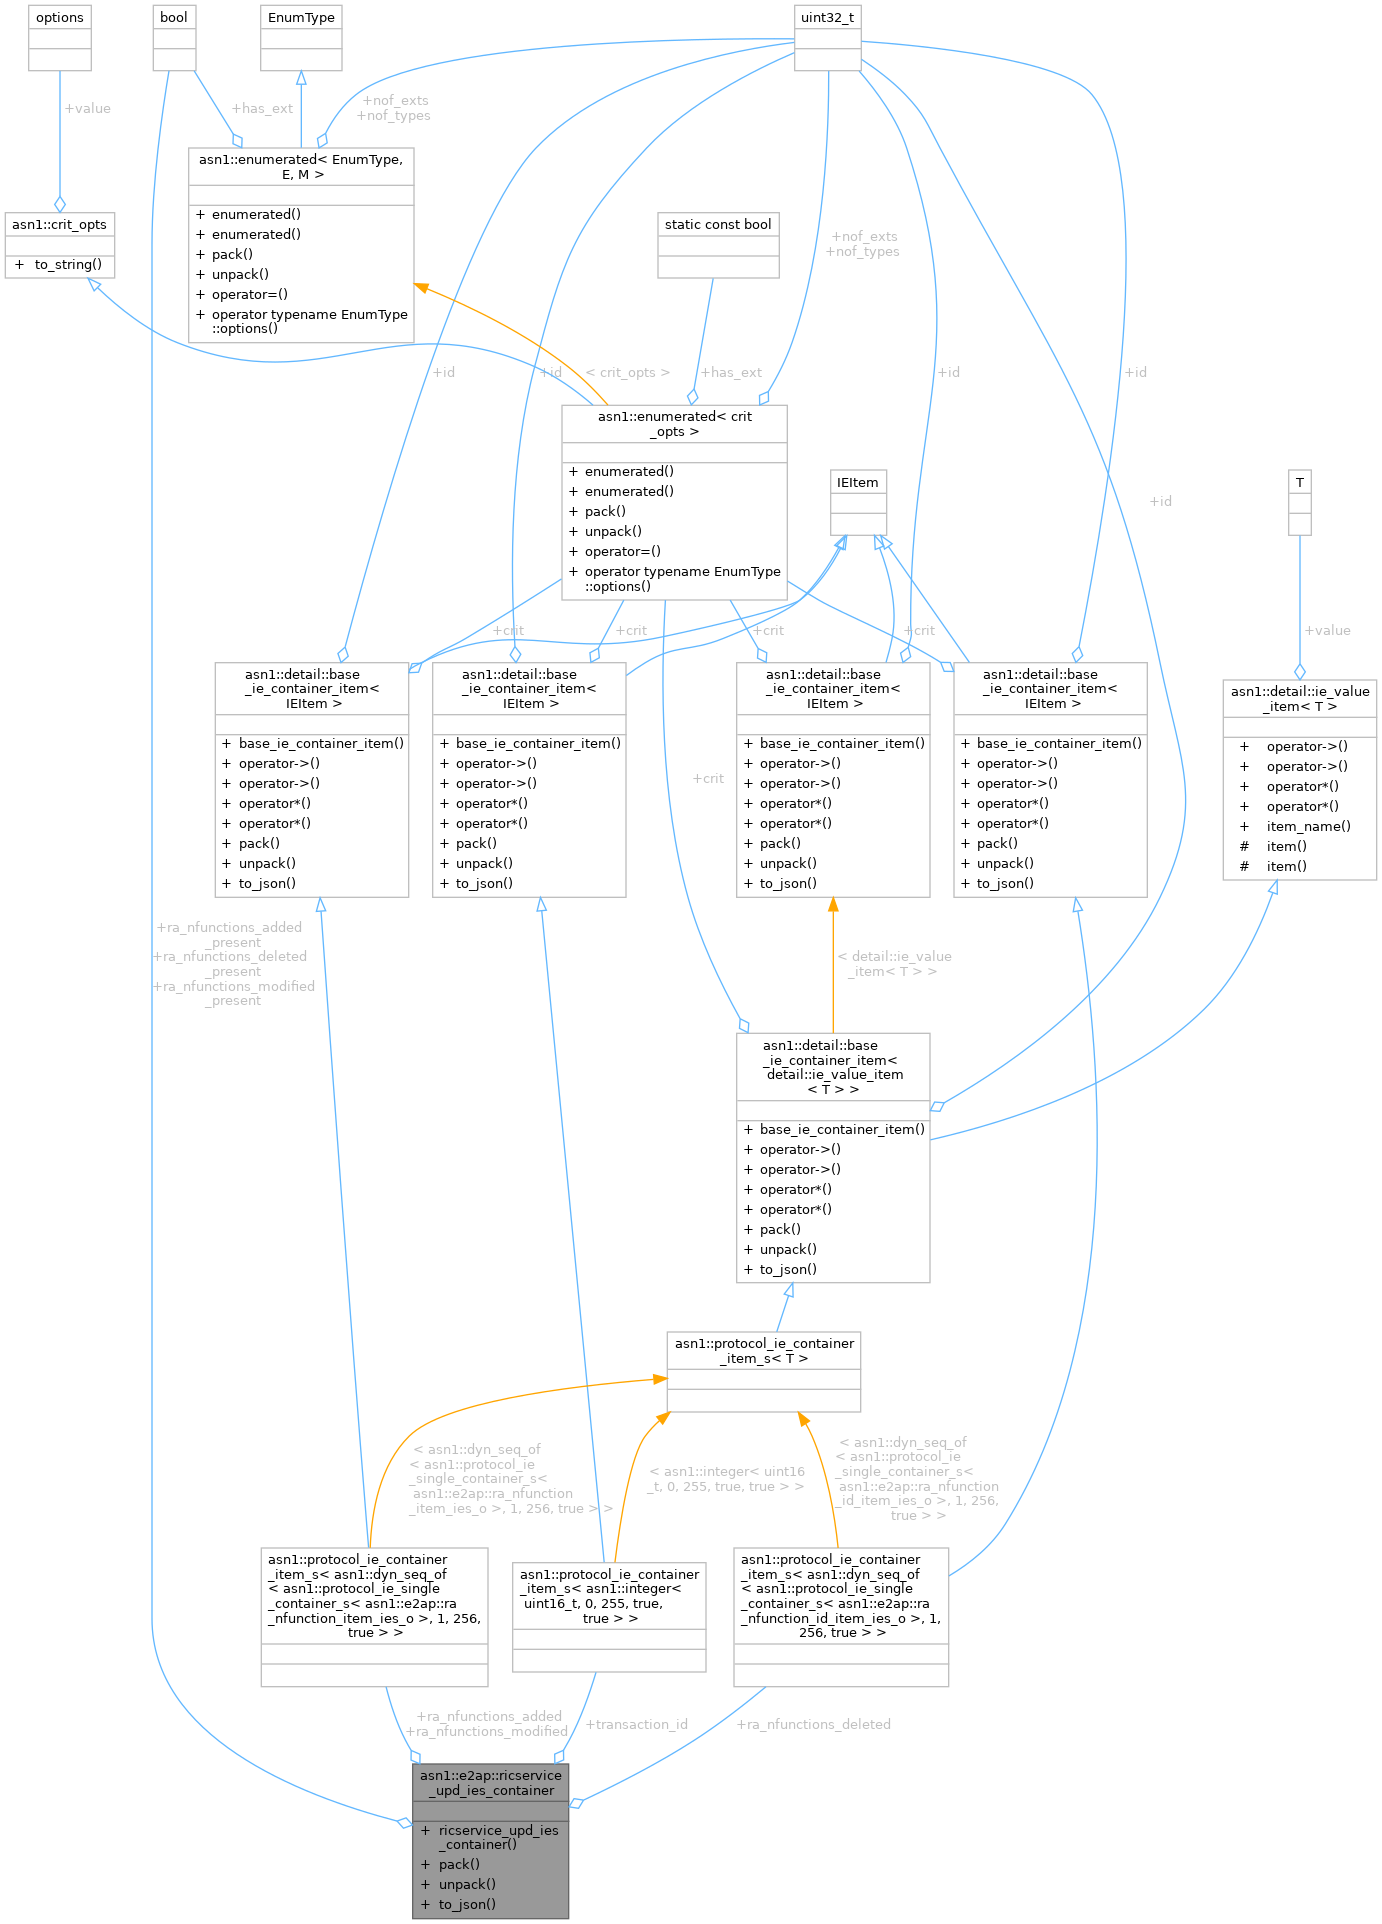 options
bool
EnumType
uint32_t
+value
+has_ext
+nof_exts
+nof_types
asn1::enumerated< EnumType,
E, M >
+ enumerated()
+ enumerated()
+ pack()
+ unpack()
+ operator=()
+ operator typename EnumType
::options()
asn1::crit_opts
+ to_string()
static const bool
+nof_exts
+nof_types
+id
+id
< crit_opts >
+has_ext
+id
+id
asn1::enumerated< crit
_opts >
+ enumerated()
+ enumerated()
+ pack()
+ unpack()
+ operator=()
+ operator typename EnumType
::options()
IEItem
T
+id
+crit
+crit
+crit
+crit
+value
asn1::detail::base
_ie_container_item<
IEItem >
+ base_ie_container_item()
+ operator->()
+ operator->()
+ operator*()
+ operator*()
+ pack()
+ unpack()
+ to_json()
asn1::detail::base
_ie_container_item<
IEItem >
+ base_ie_container_item()
+ operator->()
+ operator->()
+ operator*()
+ operator*()
+ pack()
+ unpack()
+ to_json()
asn1::detail::base
_ie_container_item<
IEItem >
+ base_ie_container_item()
+ operator->()
+ operator->()
+ operator*()
+ operator*()
+ pack()
+ unpack()
+ to_json()
asn1::detail::base
_ie_container_item<
IEItem >
+ base_ie_container_item()
+ operator->()
+ operator->()
+ operator*()
+ operator*()
+ pack()
+ unpack()
+ to_json()
asn1::detail::ie_value
_item< T >
+ operator->()
+ operator->()
+ operator*()
+ operator*()
+ item_name()
# item()
# item()
+crit
+ra_nfunctions_added
_present
+ra_nfunctions_deleted
_present
+ra_nfunctions_modified
_present
< detail::ie_value
_item< T > >
asn1::detail::base
_ie_container_item<
detail::ie_value_item
< T > >
+ base_ie_container_item()
+ operator->()
+ operator->()
+ operator*()
+ operator*()
+ pack()
+ unpack()
+ to_json()
asn1::protocol_ie_container
_item_s< T >
< asn1::dyn_seq_of
< asn1::protocol_ie
_single_container_s<
asn1::e2ap::ra_nfunction
_item_ies_o >, 1, 256, true > >
< asn1::integer< uint16
_t, 0, 255, true, true > >
< asn1::dyn_seq_of
< asn1::protocol_ie
_single_container_s<
asn1::e2ap::ra_nfunction
_id_item_ies_o >, 1, 256,
true > >
asn1::protocol_ie_container
_item_s< asn1::dyn_seq_of
< asn1::protocol_ie_single
_container_s< asn1::e2ap::ra
_nfunction_item_ies_o >, 1, 256,
true > >
asn1::protocol_ie_container
_item_s< asn1::integer<
uint16_t, 0, 255, true,
true > >
asn1::protocol_ie_container
_item_s< asn1::dyn_seq_of
< asn1::protocol_ie_single
_container_s< asn1::e2ap::ra
_nfunction_id_item_ies_o >, 1,
256, true > >
+ra_nfunctions_added
+ra_nfunctions_modified
+transaction_id
+ra_nfunctions_deleted
asn1::e2ap::ricservice
_upd_ies_container
+ ricservice_upd_ies
_container()
+ pack()
+ unpack()
+ to_json()